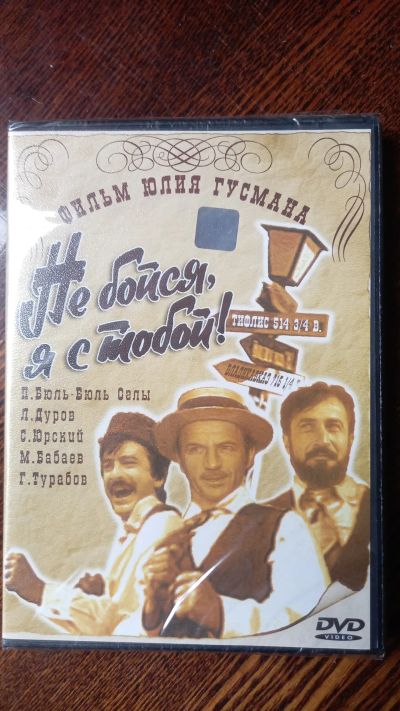 ФИЛЬМ ЮЛИЯ ГУСМАНА
Не бойся,
я с тобой!
ТИФЛИС 514 3/4 В.
П.Бюль-Бюль Оглы
Л.Дуров
С.Юрский
М.Бабаев
Г.Турабов
DVD
VIDEO